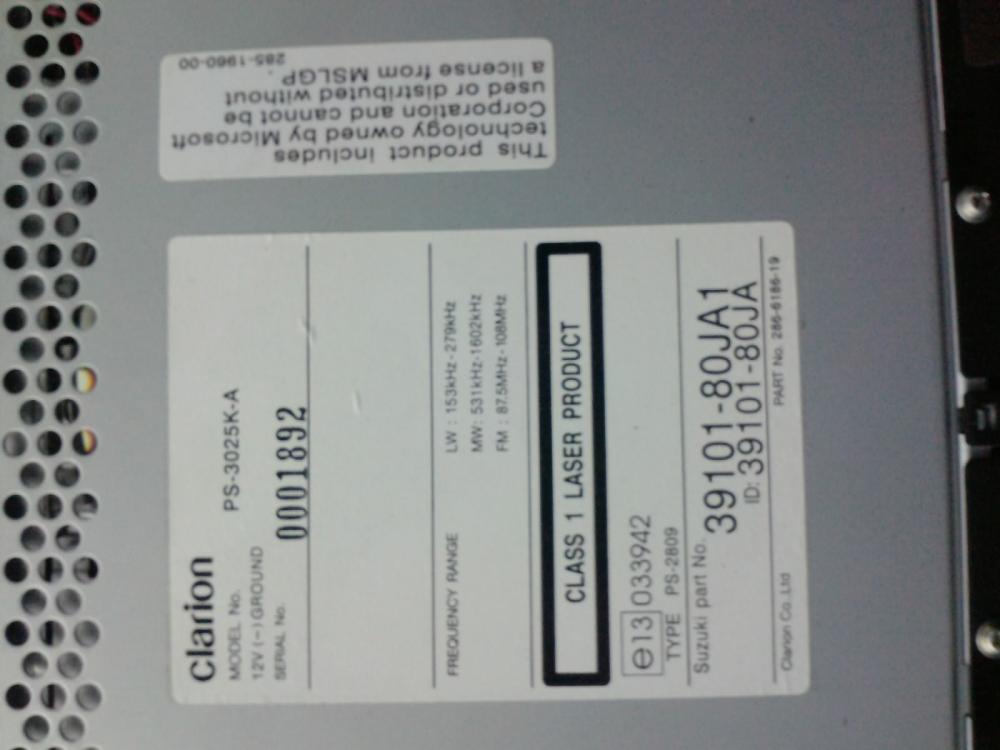 This product includes
technology owned by Microsoft
Corporation and cannot be
used or distributed without
a license from MSLGP.
285-1960-00
Clarion
MODEL No. PS-3025K-A
12V (-) GROUND
SERIAL No. 0001892
FREQUENCY RANGE LW : 153kHz-279kHz
MW: 531kHz-1602kHz
FM : 87.5MHz-108MHz
CLASS 1 LASER PRODUCT
e13 033942
TYPE PS-2809
Suzuki part No. 39101-80JA1
ID: 39101-80JA
Clarion Co.,Ltd PART No. 286-6186-19